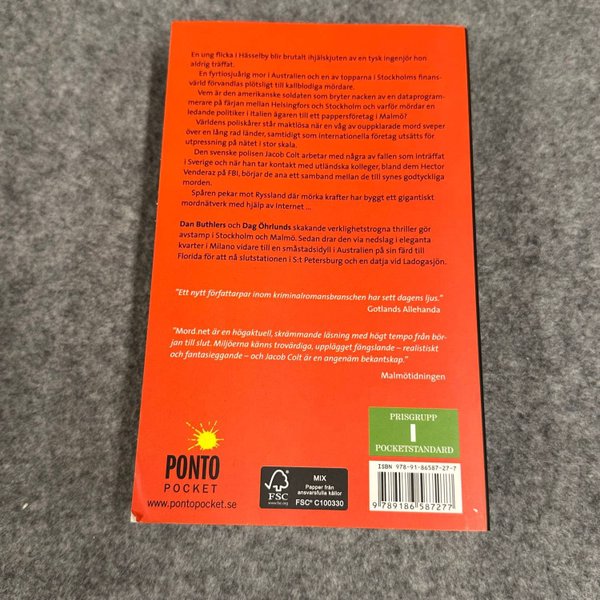 En ung flicka i Hässelby blir brutalt ihjälskjuten av en tysk ingenjör hon
aldrig träffat.
En fyrtiosjuårig mor i Australien och en av topparna i Stockholms finans-
värld förvandlas plötsligt till kallblodiga mördare.
Vem är den amerikanske soldaten som bryter nacken av en dataprogram-
merare på färjan mellan Helsingfors och Stockholm och varför mördar en
ledande politiker i Italien ägaren till ett pappersföretag i Malmö?
Världens poliskårer står maktlösa när en våg av ouppklarade mord sveper
över en lång rad länder, samtidigt som internationella företag utsätts för
utpressning på nätet i stor skala.
Den svenske polisen Jacob Colt arbetar med några av fallen som inträffat
i Sverige och när han tar kontakt med utländska kolleger, bland dem Hector
Venderaz på FBI, börjar de ana ett samband mellan de till synes godtyckliga
morden.
Spåren pekar mot Ryssland där mörka krafter har byggt ett gigantiskt
mordnätverk med hjälp av internet ...
Dan Buthlers och Dag Öhrlunds skakande verklighetstrogna thriller gör
avstamp i Stockholm och Malmö. Sedan drar den via nedslag i eleganta
kvarter i Milano vidare till en småstadsidyll i Australien på sin färd till
Florida för att nå slutstationen i S:t Petersburg och en datja vid Ladogasjön.
"Ett nytt författarpar inom kriminalromansbranschen har sett dagens ljus."
Gotlands Allehanda
"Mord.net är en högaktuell, skrämmande läsning med högt tempo från bör-
jan till slut. Miljöerna känns trovärdiga, upplägget fängslande – realistiskt
och fantasieggande – och Jacob Colt är en angenäm bekantskap."
Malmötidningen
PRISGRUPP
I
POCKETSTANDARD
ISBN 978-91-86587-27-7
9 789186 587277
PONTO
POCKET
www.pontopocket.se
FSC
www.fsc.org
MIX
Papper från
ansvarsfulla källor
FSC® C100330